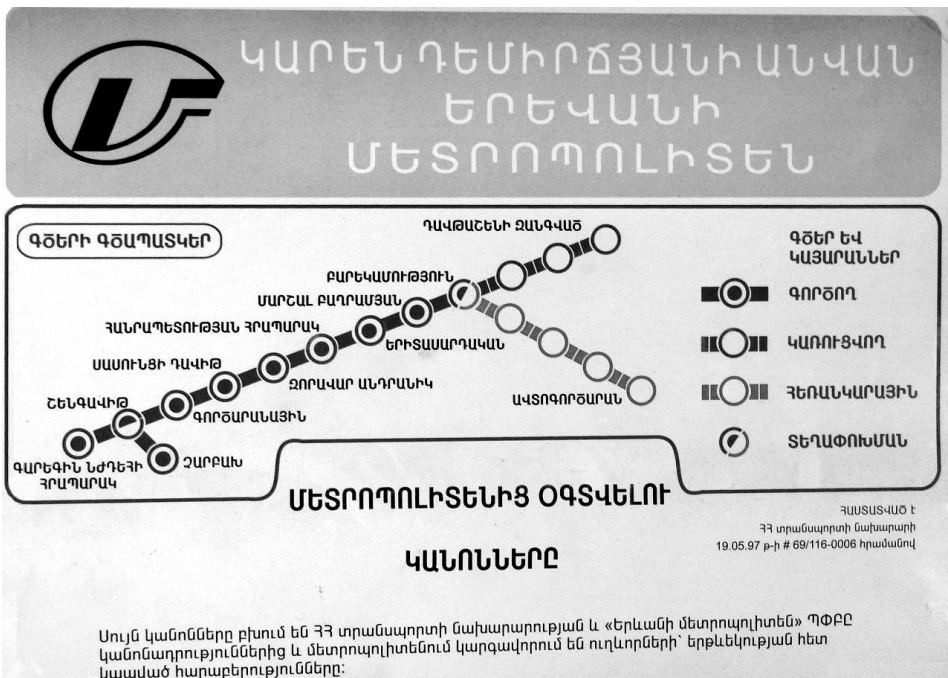 ԿԱՐԵՆ ԴԵՄԻՐՃՅԱՆԻ ԱՆՎԱՆ
ԵՐԵՎԱՆԻ
ՄԵՏՐՈՊՈԼԻՏԵՆ
ԳԾԵՐԻ ԳԾԱՊԱՏԿԵՐ
ԴԱՎԹԱՇԵՆԻ ԶԱՆԳՎԱԾ
ԲԱՐԵԿԱՄՈՒԹՅՈՒՆ
ՄԱՐՇԱԼ ԲԱՂՐԱՄՅԱՆ
ՀԱՆՐԱՊԵՏՈՒԹՅԱՆ ՀՐԱՊԱՐԱԿ
ԵՐԻՏԱՍԱՐԴԱԿԱՆ
ՍԱՍՈՒՆՑԻ ԴԱՎԻԹ
ԶՈՐԱՎԱՐ ԱՆԴՐԱՆԻԿ
ՇԵՆԳԱՎԻԹ
ԳՈՐԾԱՐԱՆԱՅԻՆ
ԱՎՏՈԳՈՐԾԱՐԱՆ
ԳԱՐԵԳԻՆ ՆԺԴԵՀԻ
ՀՐԱՊԱՐԱԿ
ՉԱՐԲԱԽ
ԳԾԵՐ ԵՎ
ԿԱՅԱՐԱՆՆԵՐ
ԳՈՐԾՈՂ
ԿԱՌՈՒՑՎՈՂ
ՀԵՌԱՆԿԱՐԱՅԻՆ
ՏԵՂԱՓՈԽՄԱՆ
ՄԵՏՐՈՊՈԼԻՏԵՆԻՑ ՕԳՏՎԵԼՈՒ
ԿԱՆՈՆՆԵՐԸ
ՀԱՍՏԱՏՎԱԾ Է
ՀՀ տրանսպորտի նախարարի
19.05.97 թ-ի # 69/116-0006 հրամանով
Սույն կանոնները բխում են ՀՀ տրանսպորտի նախարարության և «Երևանի մետրոպոլիտեն» ՊՓԲԸ
կանոնադրություններից և մետրոպոլիտենում կարգավորում են ուղևորների՝ երթևեկության հետ
կապված հարաբերությունները: